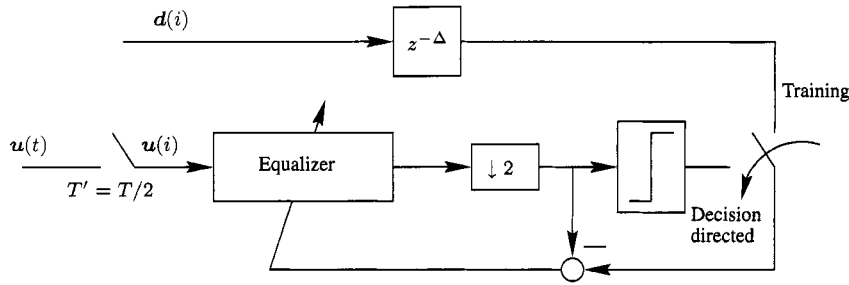 d(i)
z^{-Δ}
Training
u(t)
u(i)
Equalizer
↓ 2
T′ = T/2
Decision
directed